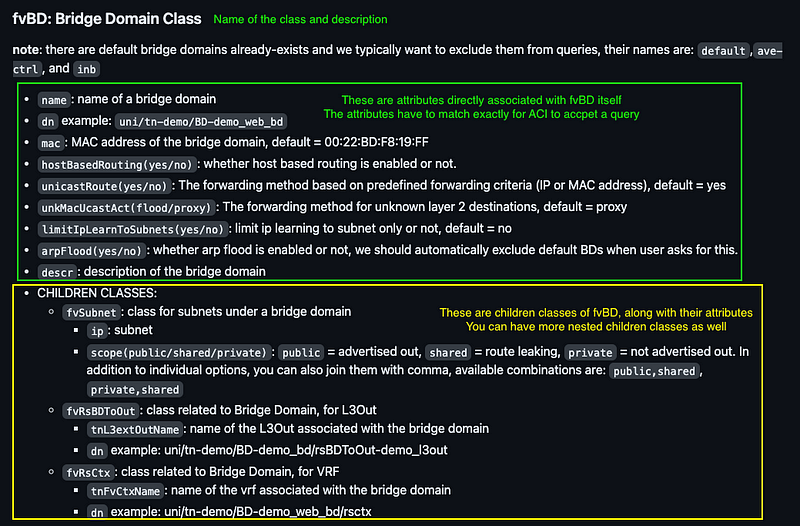 fvBD: Bridge Domain Class
Name of the class and description
note: there are default bridge domains already-exists and we typically want to exclude them from queries, their names are: default, ave-
ctrl, and inb
These are attributes directly associated with fvBD itself
The attributes have to match exactly for ACI to accpet a query
name: name of a bridge domain
dn example: uni/tn-demo/BD-demo_web_bd
mac: MAC address of the bridge domain, default = 00:22:BD:F8:19:FF
hostBasedRouting(yes/no): whether host based routing is enabled or not.
unicastRoute(yes/no): The forwarding method based on predefined forwarding criteria (IP or MAC address), default = yes
unkMacUcastAct(flood/proxy): The forwarding method for unknown layer 2 destinations, default = proxy
limitIpLearnToSubnets(yes/no): limit ip learning to subnet only or not, default = no
arpFlood(yes/no): whether arp flood is enabled or not, we should automatically exclude default BDs when user asks for this.
descr: description of the bridge domain
CHILDREN CLASSES:
These are children classes of fvBD, along with their attributes
You can have more nested children classes as well
fvSubnet: class for subnets under a bridge domain
ip: subnet
scope(public/shared/private): public = advertised out, shared = route leaking, private = not advertised out. In
addition to individual options, you can also join them with comma, available combinations are: public,shared,
private,shared
fvRsBDToOut: class related to Bridge Domain, for L3Out
tnL3extOutName: name of the L3Out associated with the bridge domain
dn example: uni/tn-demo/BD-demo_bd/rsBDToOut-demo_l3out
fvRsCtx: class related to Bridge Domain, for VRF
tnFvCtxName: name of the vrf associated with the bridge domain
dn example: uni/tn-demo/BD-demo_web_bd/rsctx